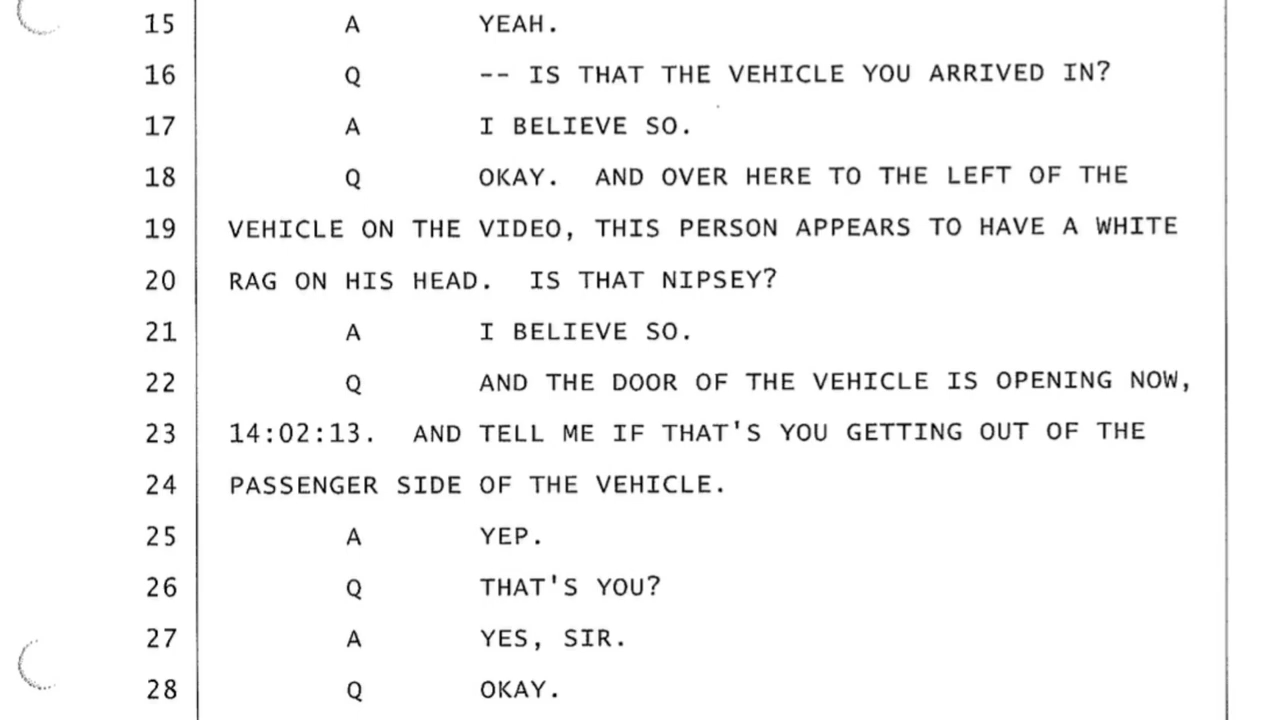 15 A YEAH.
16 Q -- IS THAT THE VEHICLE YOU ARRIVED IN?
17 A I BELIEVE SO.
18 Q OKAY. AND OVER HERE TO THE LEFT OF THE
19 VEHICLE ON THE VIDEO, THIS PERSON APPEARS TO HAVE A WHITE
20 RAG ON HIS HEAD. IS THAT NIPSEY?
21 A I BELIEVE SO.
22 Q AND THE DOOR OF THE VEHICLE IS OPENING NOW,
23 14:02:13. AND TELL ME IF THAT'S YOU GETTING OUT OF THE
24 PASSENGER SIDE OF THE VEHICLE.
25 A YEP.
26 Q THAT'S YOU?
27 A YES, SIR.
28 Q OKAY.